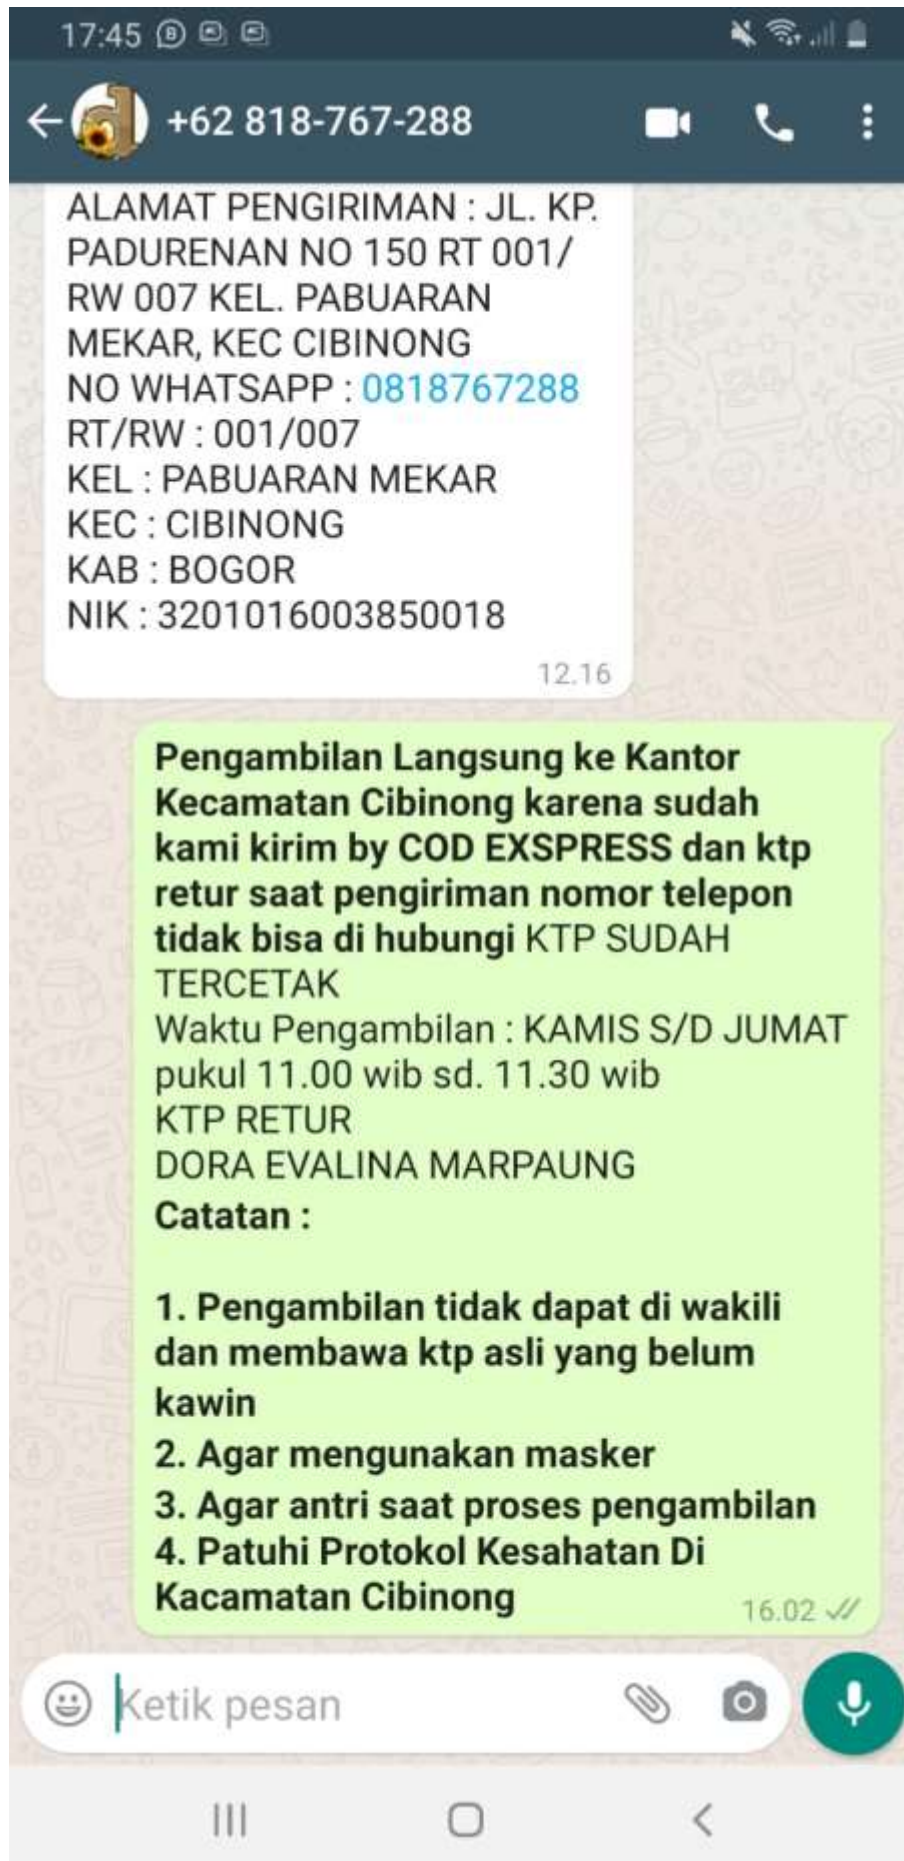 17:45
+62 818-767-288
ALAMAT PENGIRIMAN : JL. KP.
PADURENAN NO 150 RT 001/
RW 007 KEL. PABUARAN
MEKAR, KEC CIBINONG
NO WHATSAPP : 0818767288
RT/RW : 001/007
KEL : PABUARAN MEKAR
KEC : CIBINONG
KAB : BOGOR
NIK : 3201016003850018
12.16
Pengambilan Langsung ke Kantor
Kecamatan Cibinong karena sudah
kami kirim by COD EXSPRESS dan ktp
retur saat pengiriman nomor telepon
tidak bisa di hubungi KTP SUDAH
TERCETAK
Waktu Pengambilan : KAMIS S/D JUMAT
pukul 11.00 wib sd. 11.30 wib
KTP RETUR
DORA EVALINA MARPAUNG
Catatan :
1. Pengambilan tidak dapat di wakili
dan membawa ktp asli yang belum
kawin
2. Agar mengunakan masker
3. Agar antri saat proses pengambilan
4. Patuhi Protokol Kesahatan Di
Kacamatan Cibinong
16.02
Ketik pesan